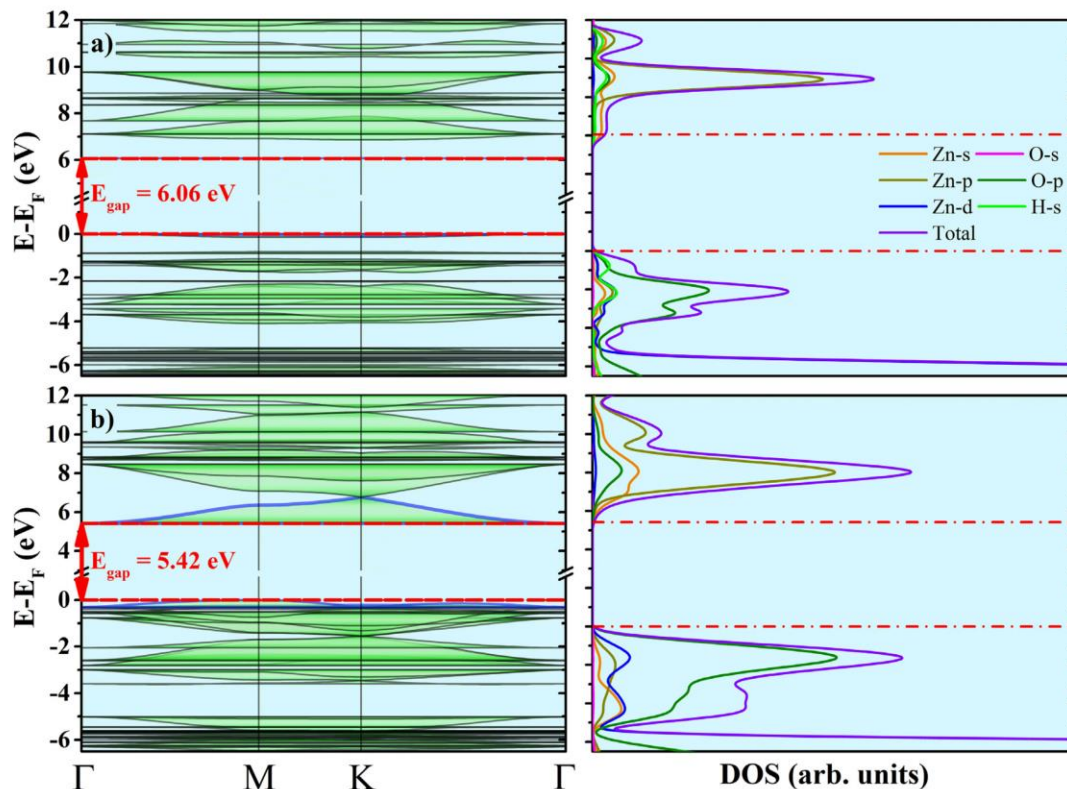 a)
12
10
8
6
0
-2
-4
-6
E-E_F (eV)
E_gap = 6.06 eV
Zn-s O-s
Zn-p O-p
Zn-d H-s
Total
b)
12
10
8
6
4
0
-2
-4
-6
E-E_F (eV)
E_gap = 5.42 eV
Γ M K Γ
DOS (arb. units)